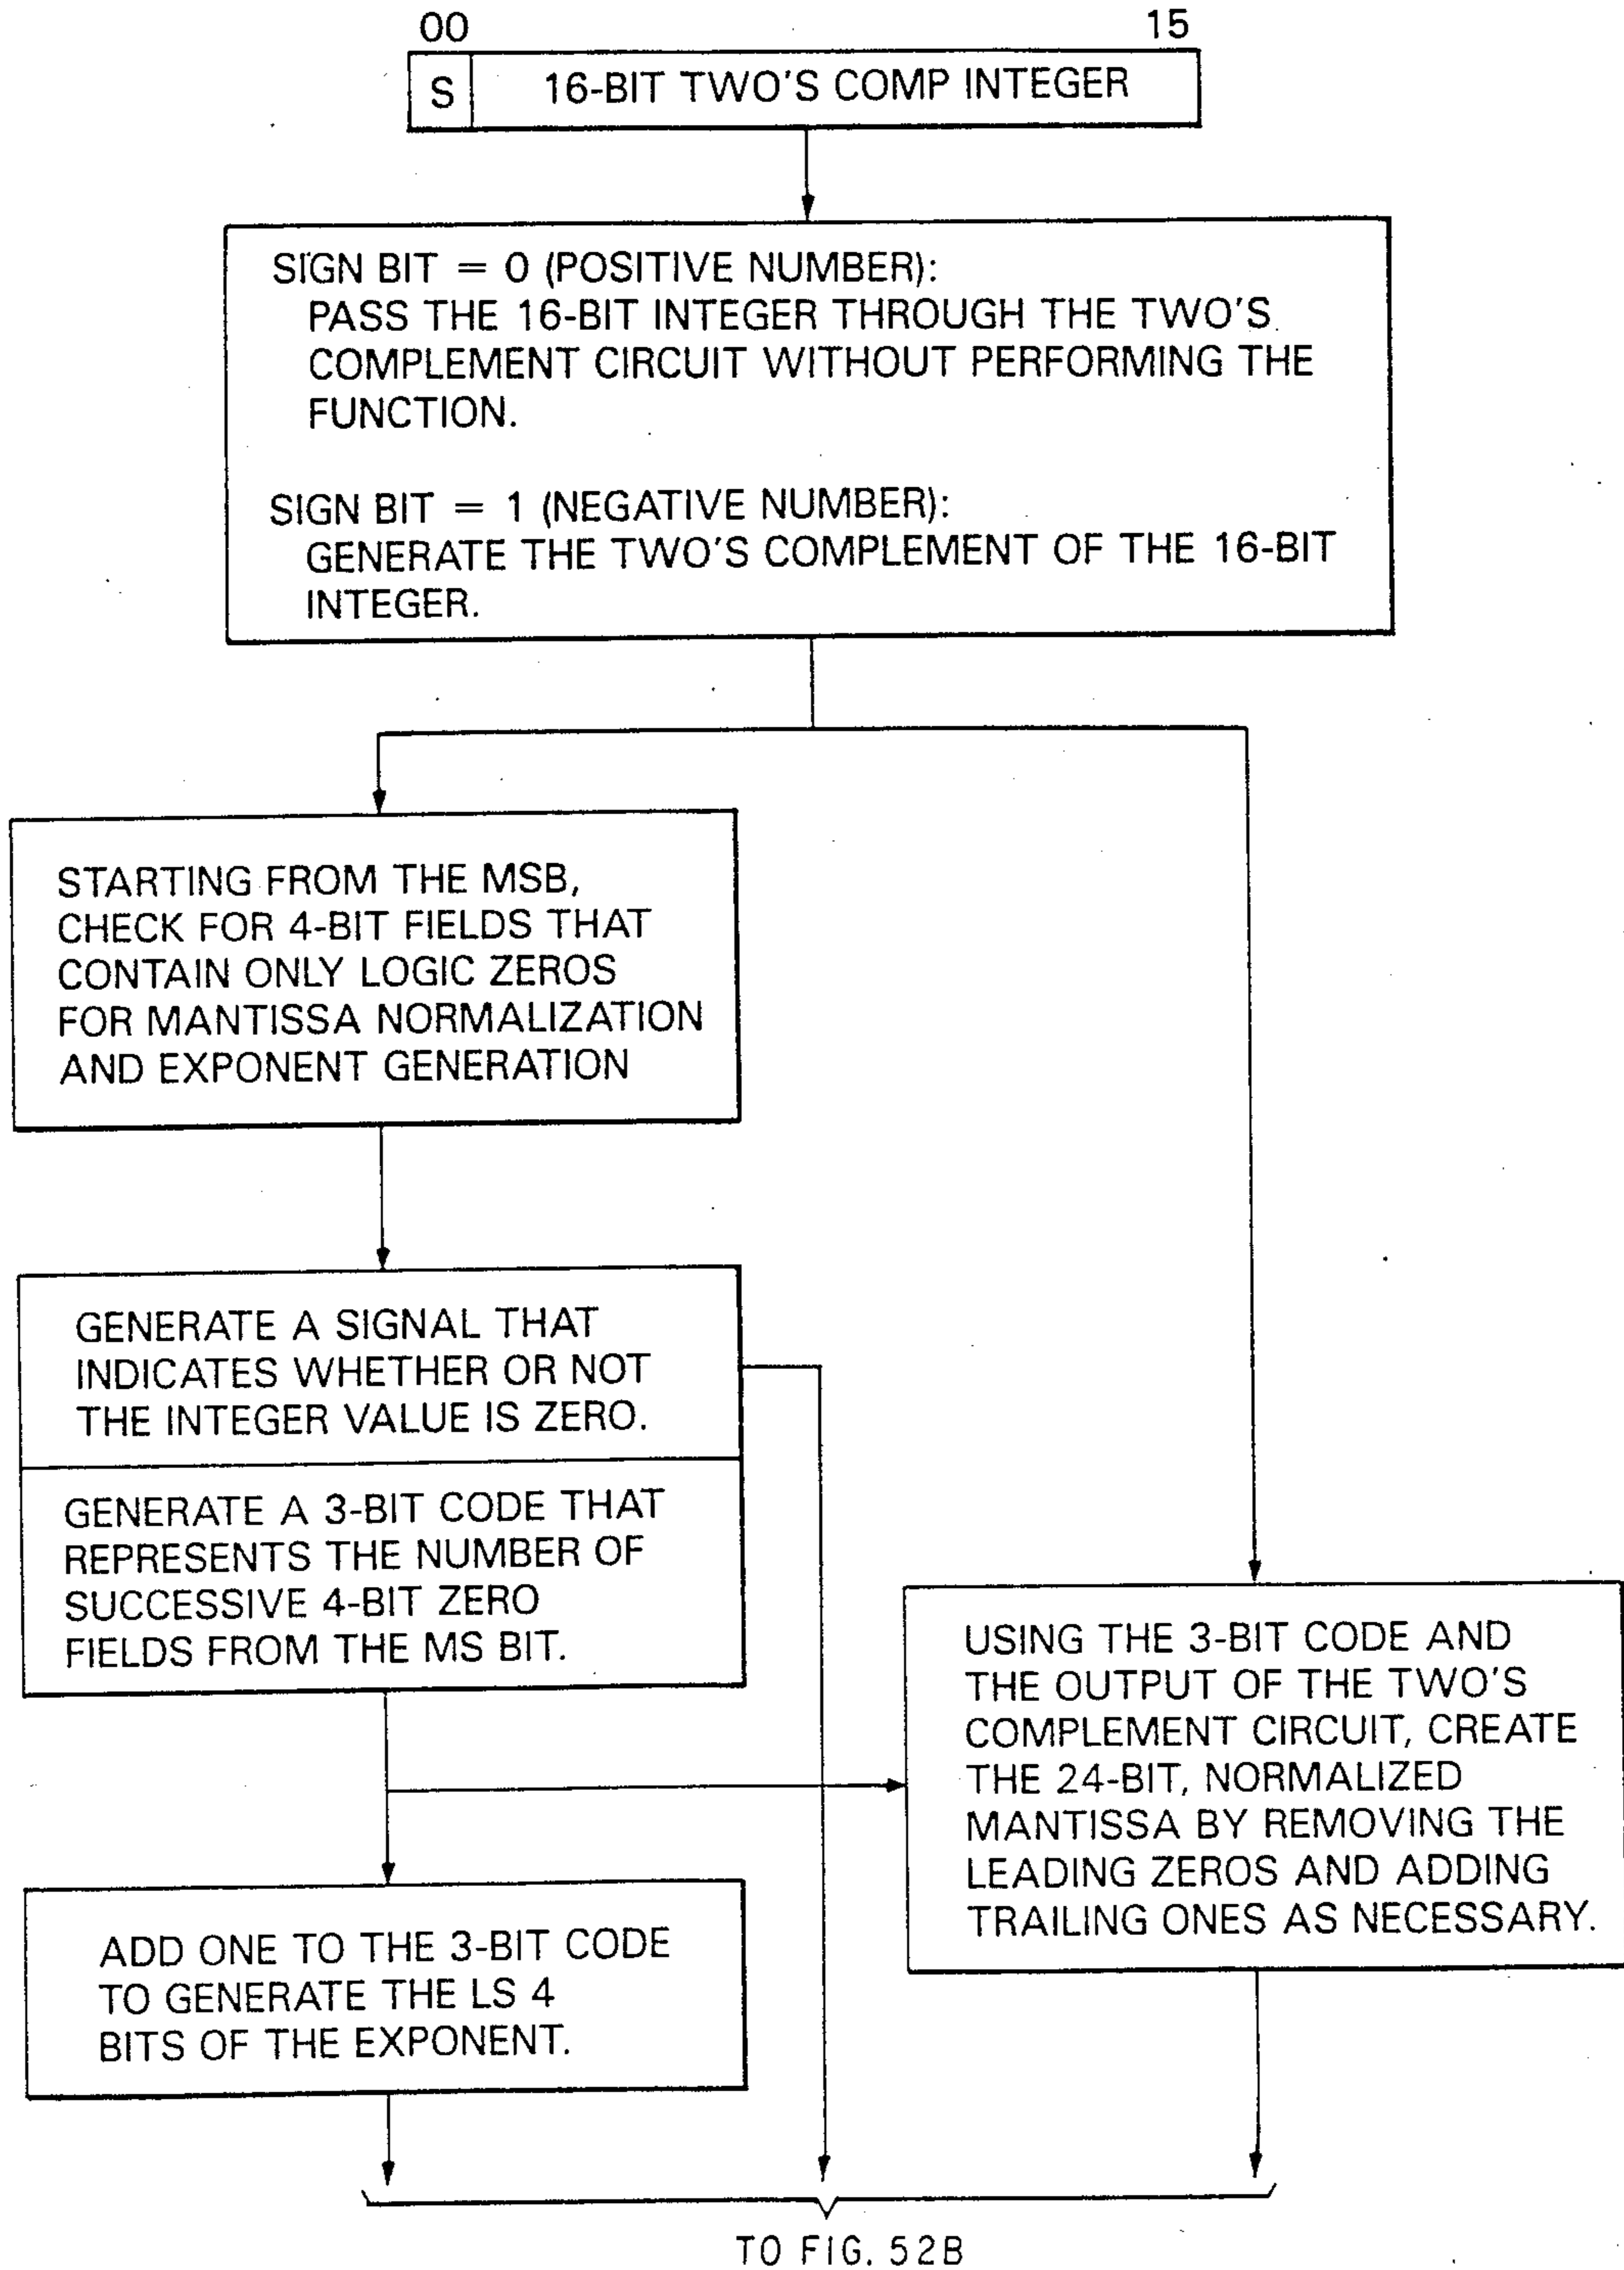 00 15
S 16-BIT TWO'S COMP INTEGER
SIGN BIT = 0 (POSITIVE NUMBER):
PASS THE 16-BIT INTEGER THROUGH THE TWO'S
COMPLEMENT CIRCUIT WITHOUT PERFORMING THE
FUNCTION.
SIGN BIT = 1 (NEGATIVE NUMBER):
GENERATE THE TWO'S COMPLEMENT OF THE 16-BIT
INTEGER.
STARTING FROM THE MSB,
CHECK FOR 4-BIT FIELDS THAT
CONTAIN ONLY LOGIC ZEROS
FOR MANTISSA NORMALIZATION
AND EXPONENT GENERATION
GENERATE A SIGNAL THAT
INDICATES WHETHER OR NOT
THE INTEGER VALUE IS ZERO.
GENERATE A 3-BIT CODE THAT
REPRESENTS THE NUMBER OF
SUCCESSIVE 4-BIT ZERO
FIELDS FROM THE MS BIT.
USING THE 3-BIT CODE AND
THE OUTPUT OF THE TWO'S
COMPLEMENT CIRCUIT, CREATE
THE 24-BIT, NORMALIZED
MANTISSA BY REMOVING THE
LEADING ZEROS AND ADDING
TRAILING ONES AS NECESSARY.
ADD ONE TO THE 3-BIT CODE
TO GENERATE THE LS 4
BITS OF THE EXPONENT.
TO FIG. 52B